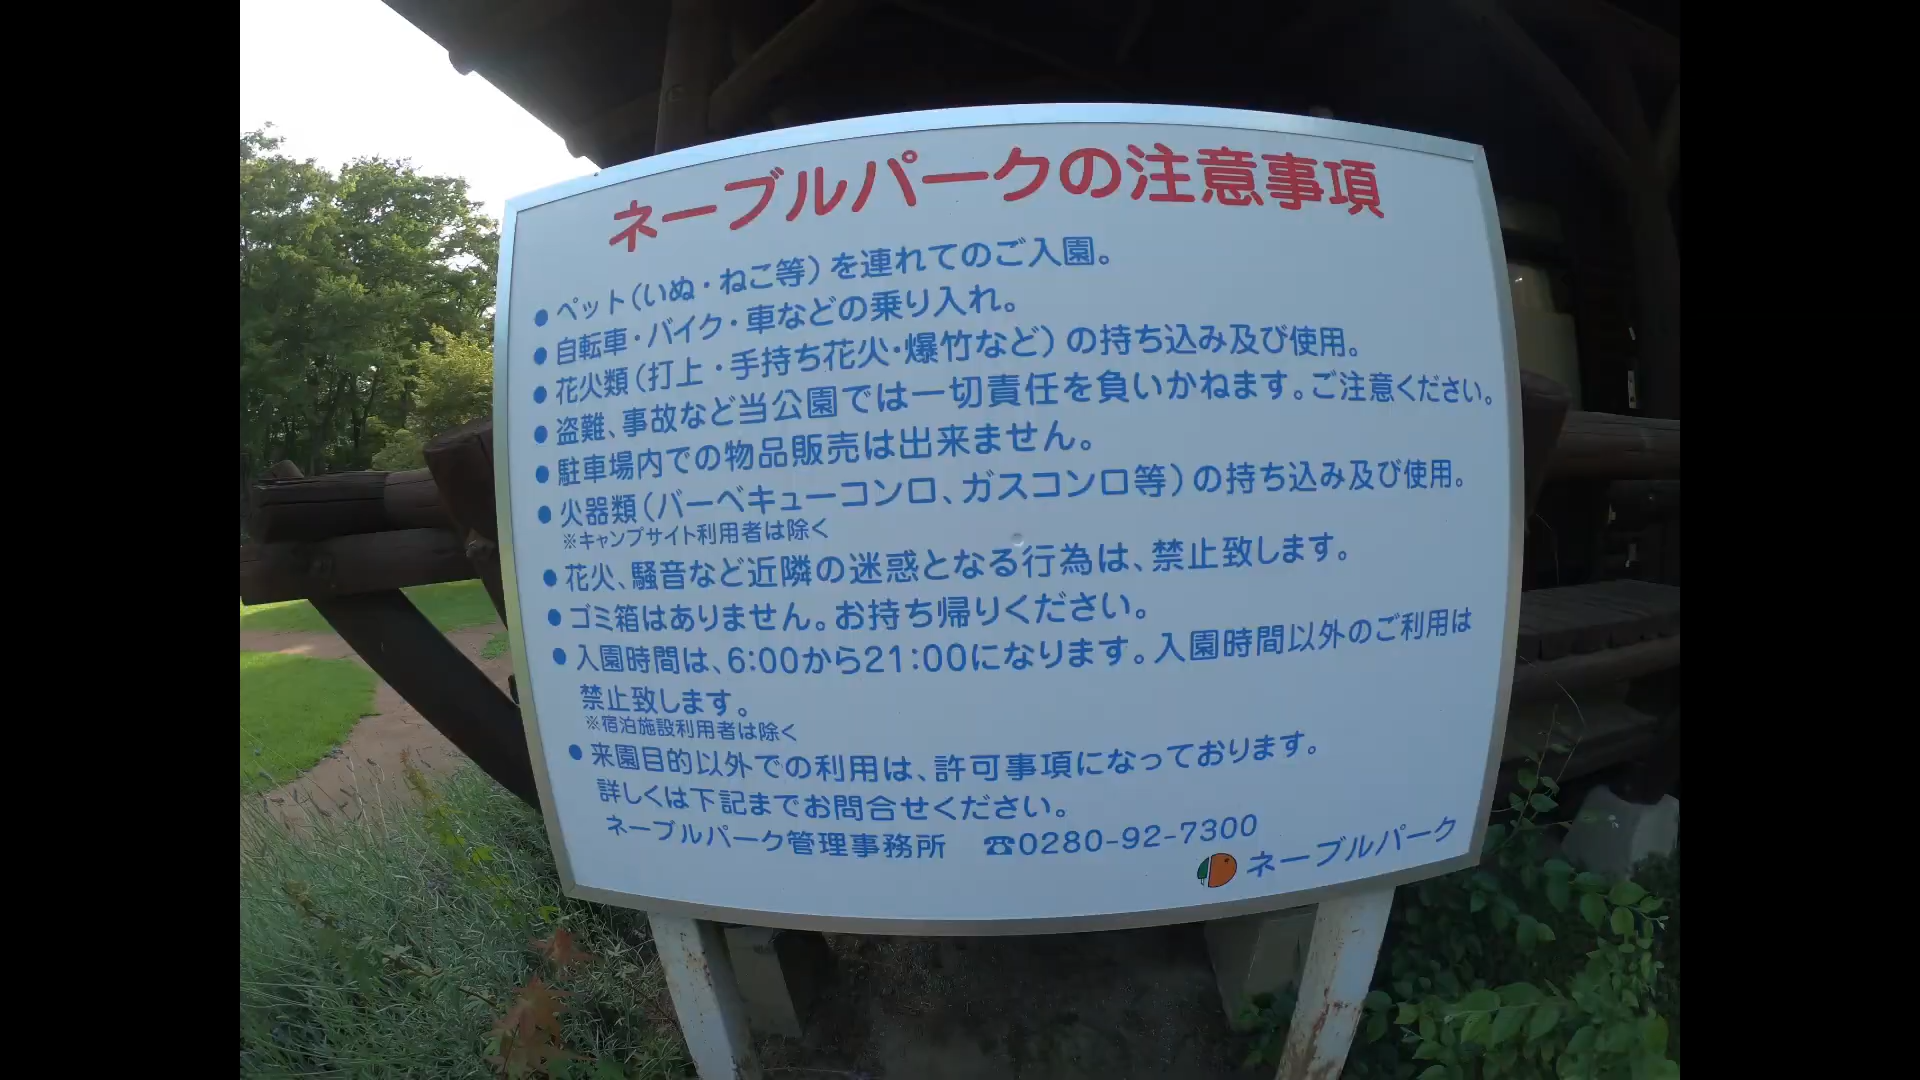 ネーブルパークの注意事項
●ペット（いぬ・ねこ等）を連れてのご入園。
●自転車・バイク・車などの乗り入れ。
●花火類（打上・手持ち花火・爆竹など）の持ち込み及び使用。
●盗難、事故など当公園では一切責任を負いかねます。ご注意ください。
●駐車場内での物品販売は出来ません。
●火器類（バーベキューコンロ、ガスコンロ等）の持ち込み及び使用。
※キャンプサイト利用者は除く
●花火、騒音など近隣の迷惑となる行為は、禁止致します。
●ゴミ箱はありません。お持ち帰りください。
●入園時間は、6:00から21:00になります。入園時間以外のご利用は
禁止致します。
※宿泊施設利用者は除く
●来園目的以外での利用は、許可事項になっております。
詳しくは下記までお問合せください。
ネーブルパーク管理事務所 ☎0280-92-7300
ネーブルパーク